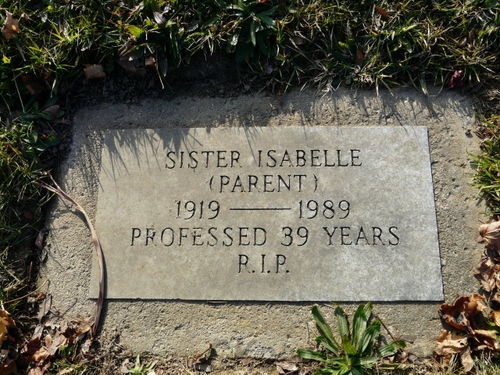 SISTER ISABELLE
(PARENT)
1919 — 1989
PROFESSED 39 YEARS
R.I.P.